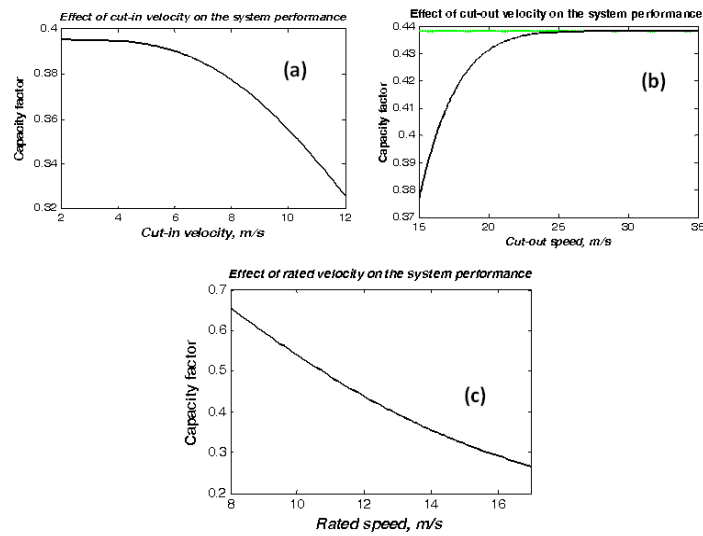 Effect of cut-in velocity on the system performance
0.4
0.38
0.36
0.34
0.32
Capacity factor
(a)
2 4 6 8 10 12
Cut-in velocity, m/s
Effect of cut-out velocity on the system performance
0.44
0.43
0.42
0.41
0.4
0.39
0.38
0.37
Capacity factor
(b)
15 20 25 30 35
Cut-out speed, m/s
Effect of rated velocity on the system performance
0.7
0.6
0.5
0.4
0.3
0.2
Capacity factor
(c)
8 10 12 14 16
Rated speed, m/s